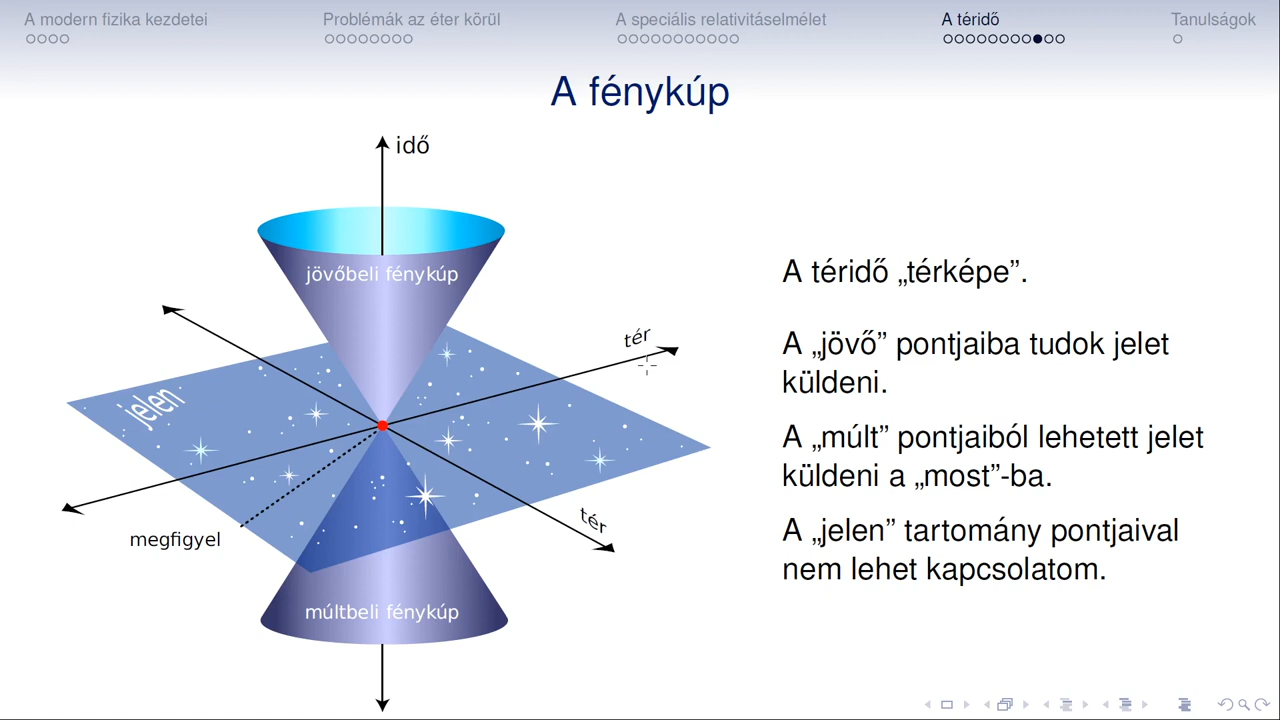 A modern fizika kezdetei
Problémák az éter körül
A speciális relativitáselmélet
A téridő
Tanulságok
A fénykúp
idő
jövőbeli fénykúp
tér
jelen
megfigyel
tér
múltbeli fénykúp
A téridő „térképe”.
A „jövő” pontjaiba tudok jelet
küldeni.
A „múlt” pontjaiból lehetett jelet
küldeni a „most”-ba.
A „jelen” tartomány pontjaival
nem lehet kapcsolatom.